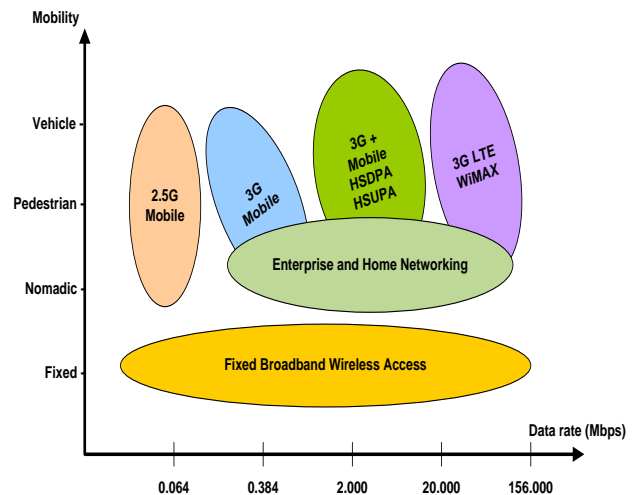 Mobility
Vehicle
Pedestrian
Nomadic
Fixed
2.5G
Mobile
3G
Mobile
3G +
Mobile
HSDPA
HSUPA
3G LTE
WiMAX
Enterprise and Home Networking
Fixed Broadband Wireless Access
Data rate (Mbps)
0.064
0.384
2.000
20.000
156.000